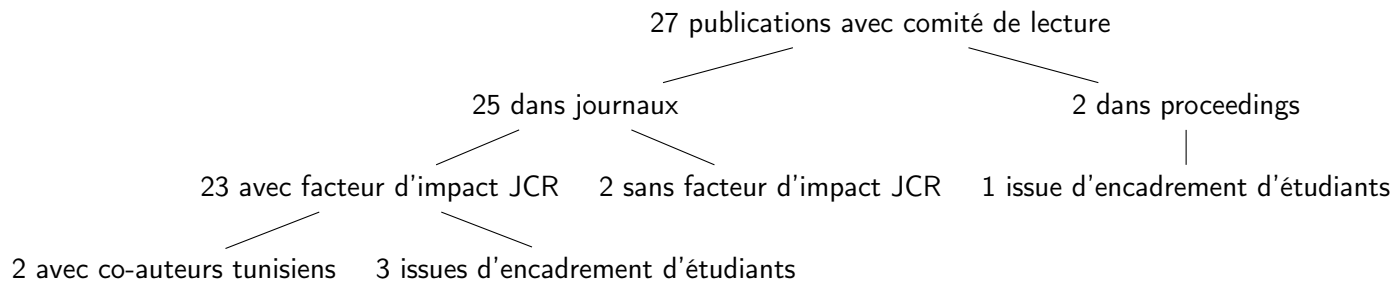 27 publications avec comité de lecture
25 dans journaux
2 dans proceedings
23 avec facteur d'impact JCR
2 sans facteur d'impact JCR
1 issue d'encadrement d'étudiants
2 avec co-auteurs tunisiens
3 issues d'encadrement d'étudiants